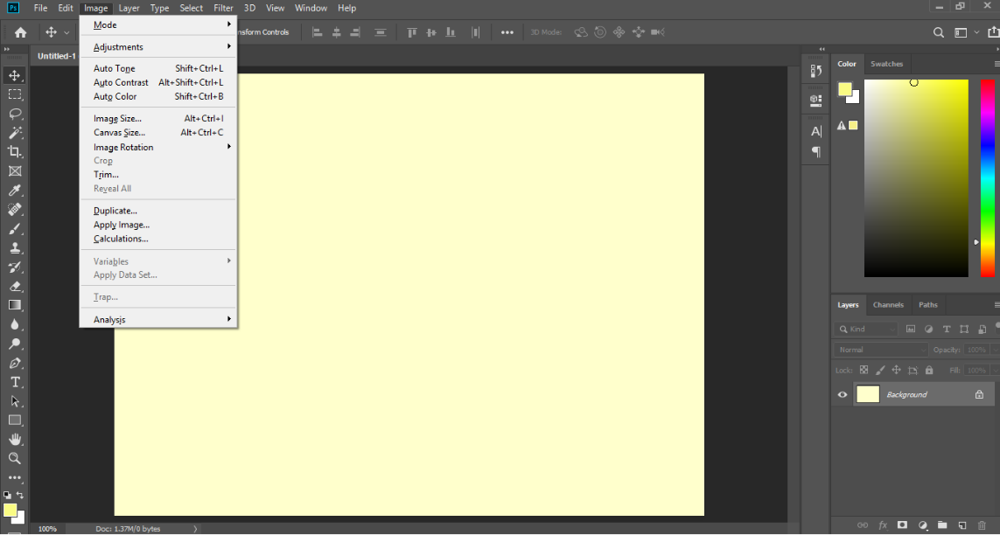 Ps File Edit Image Layer Type Select Filter 3D View Window Help
Mode
nsform Controls
3D Mode:
Adjustments
Untitled-1
Auto Tone Shift+Ctrl+L
Auto Contrast Alt+Shift+Ctrl+L
Auto Color Shift+Ctrl+B
Image Size... Alt+Ctrl+I
Canvas Size... Alt+Ctrl+C
Image Rotation
Crop
Trim...
Reveal All
Duplicate...
Apply Image...
Calculations...
Variables
Apply Data Set...
Trap...
Analysis
Color Swatches
Layers Channels Paths
Kind
Normal Opacity: 100%
Lock: Fill: 100%
Background
fx
100% Doc: 1.37M/0 bytes